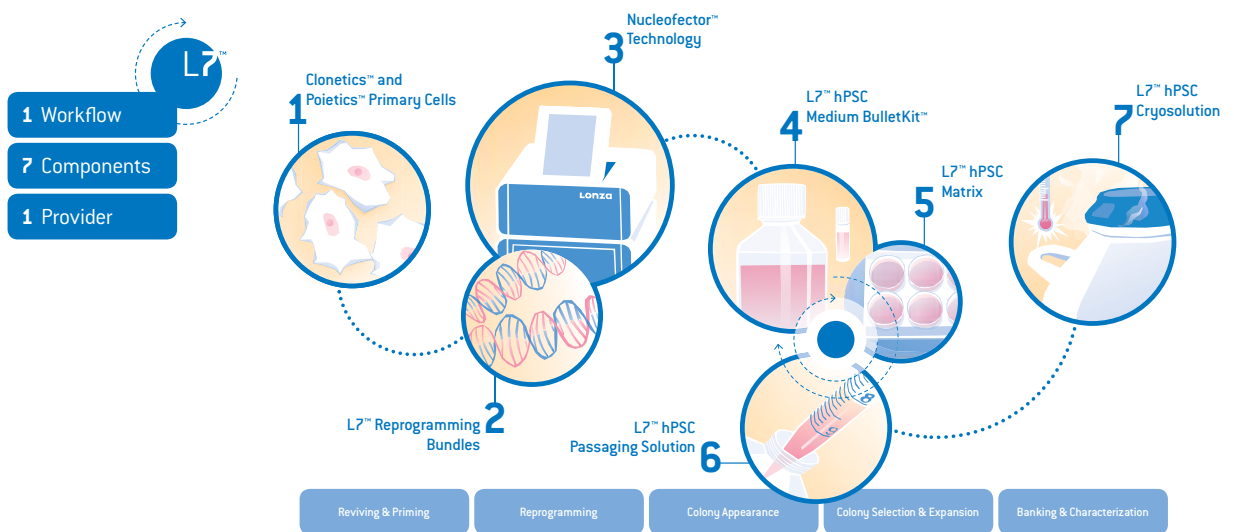 L7™
1 Workflow
7 Components
1 Provider
1
Clonetics™ and
Poietics™ Primary Cells
2
L7™ Reprogramming
Bundles
3
Nucleofector™
Technology
Lonza
4
L7™ hPSC
Medium BulletKit™
5
L7™ hPSC
Matrix
6
L7™ hPSC
Passaging Solution
8
5
7
L7™ hPSC
Cryosolution
Reviving & Priming
Reprogramming
Colony Appearance
Colony Selection & Expansion
Banking & Characterization